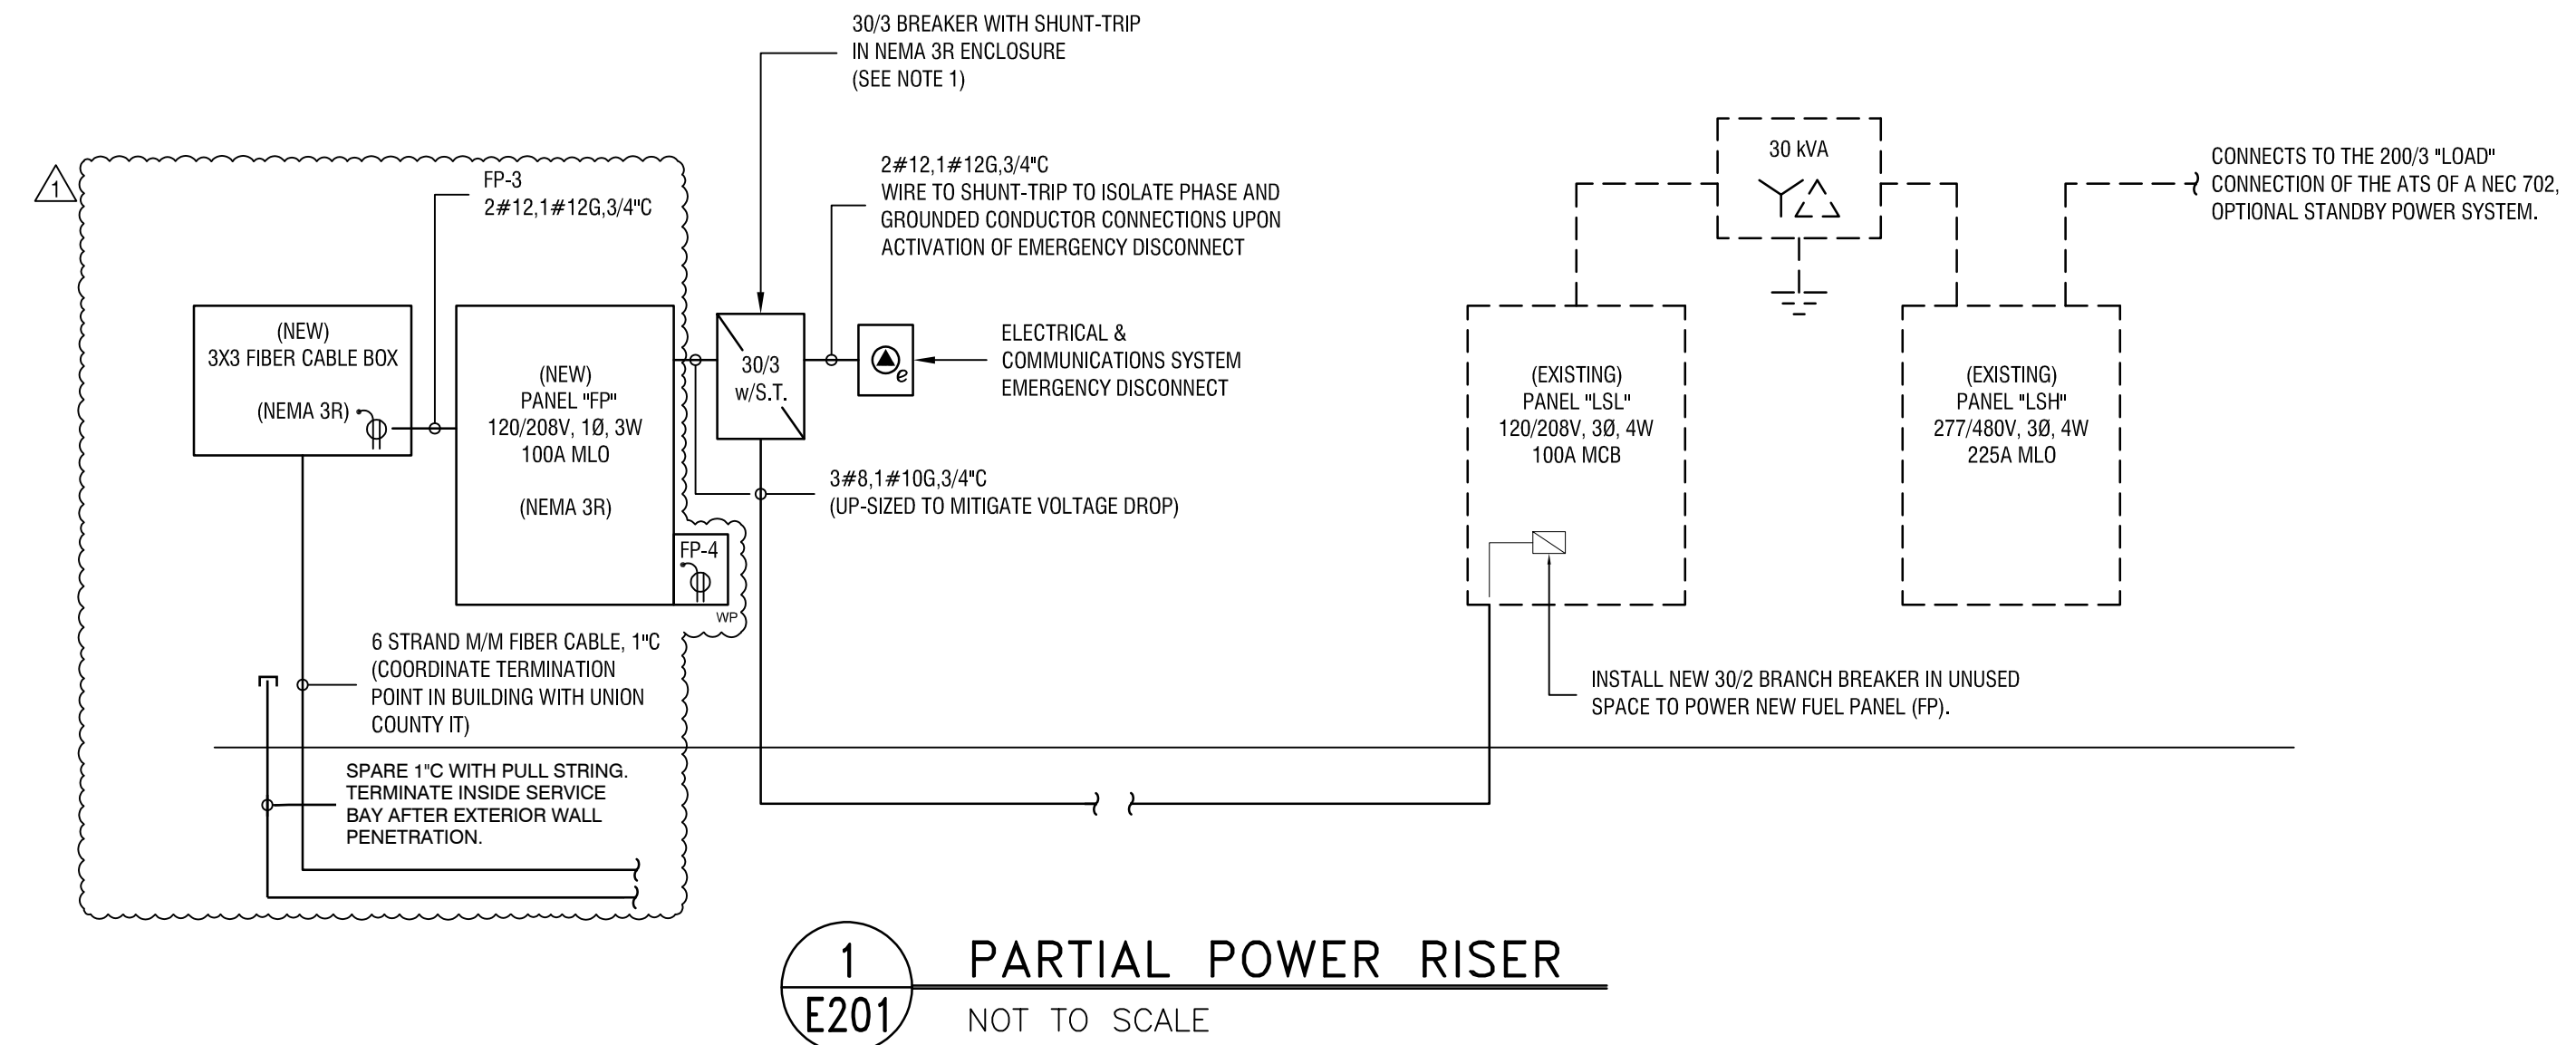 30/3 BREAKER WITH SHUNT-TRIP
IN NEMA 3R ENCLOSURE
(SEE NOTE 1)
1
FP-3
2#12,1#12G,3/4"C
2#12,1#12G,3/4"C
WIRE TO SHUNT-TRIP TO ISOLATE PHASE AND
GROUNDED CONDUCTOR CONNECTIONS UPON
ACTIVATION OF EMERGENCY DISCONNECT
30 kVA
CONNECTS TO THE 200/3 "LOAD"
CONNECTION OF THE ATS OF A NEC 702,
OPTIONAL STANDBY POWER SYSTEM.
(NEW)
3X3 FIBER CABLE BOX
(NEMA 3R)
(NEW)
PANEL "FP"
120/208V, 1Ø, 3W
100A MLO
(NEMA 3R)
30/3
w/S.T.
e
ELECTRICAL &
COMMUNICATIONS SYSTEM
EMERGENCY DISCONNECT
(EXISTING)
PANEL "LSL"
120/208V, 3Ø, 4W
100A MCB
(EXISTING)
PANEL "LSH"
277/480V, 3Ø, 4W
225A MLO
3#8,1#10G,3/4"C
(UP-SIZED TO MITIGATE VOLTAGE DROP)
FP-4
WP
6 STRAND M/M FIBER CABLE, 1"C
(COORDINATE TERMINATION
POINT IN BUILDING WITH UNION
COUNTY IT)
INSTALL NEW 30/2 BRANCH BREAKER IN UNUSED
SPACE TO POWER NEW FUEL PANEL (FP).
SPARE 1"C WITH PULL STRING.
TERMINATE INSIDE SERVICE
BAY AFTER EXTERIOR WALL
PENETRATION.
1
E201
PARTIAL POWER RISER
NOT TO SCALE